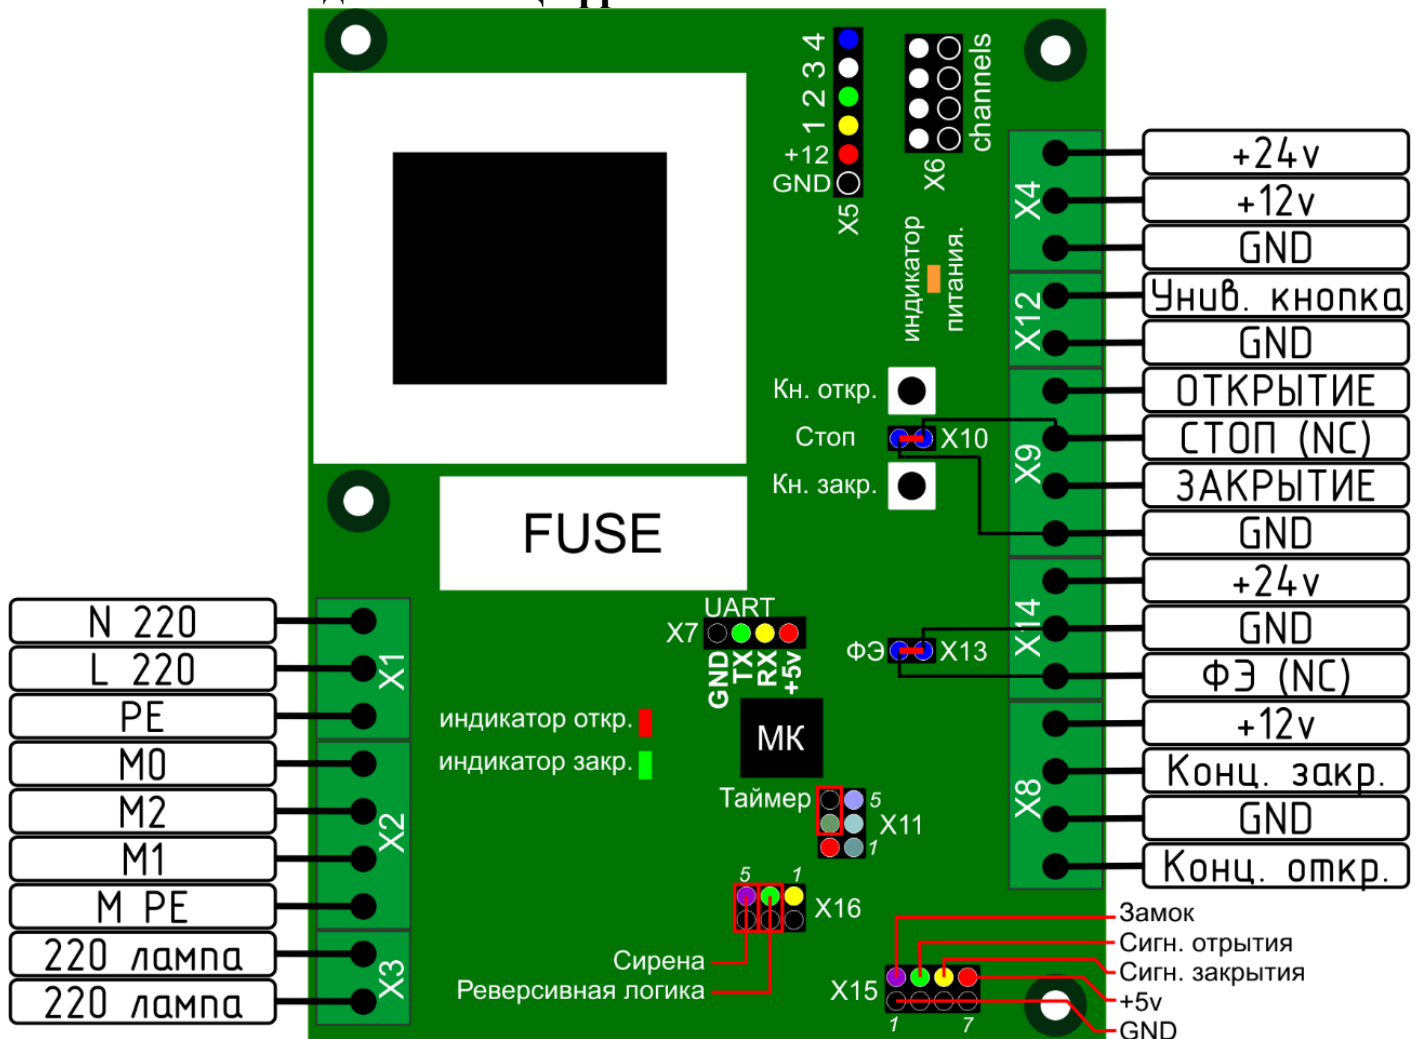 4
3
2
1
+12
GND
X5
X6
channels
индикатор
питания.
X4
+24v
+12v
GND
X12
Унив. кнопка
GND
Кн. откр.
Стоп
X10
Кн. закр.
X9
ОТКРЫТИЕ
СТОП (NC)
ЗАКРЫТИЕ
GND
FUSE
X14
+24v
GND
ФЭ (NC)
UART
X7
GND
TX
RX
+5v
ФЭ
X13
X1
N 220
L 220
PE
индикатор откр.
индикатор закр.
МК
X8
+12v
Конц. закр.
GND
Конц. откр.
X2
M0
M2
M1
M PE
Таймер
5
X11
1
5
1
X16
Сирена
Реверсивная логика
X3
220 лампа
220 лампа
X15
1
7
Замок
Сигн. отрытия
Сигн. закрытия
+5v
GND